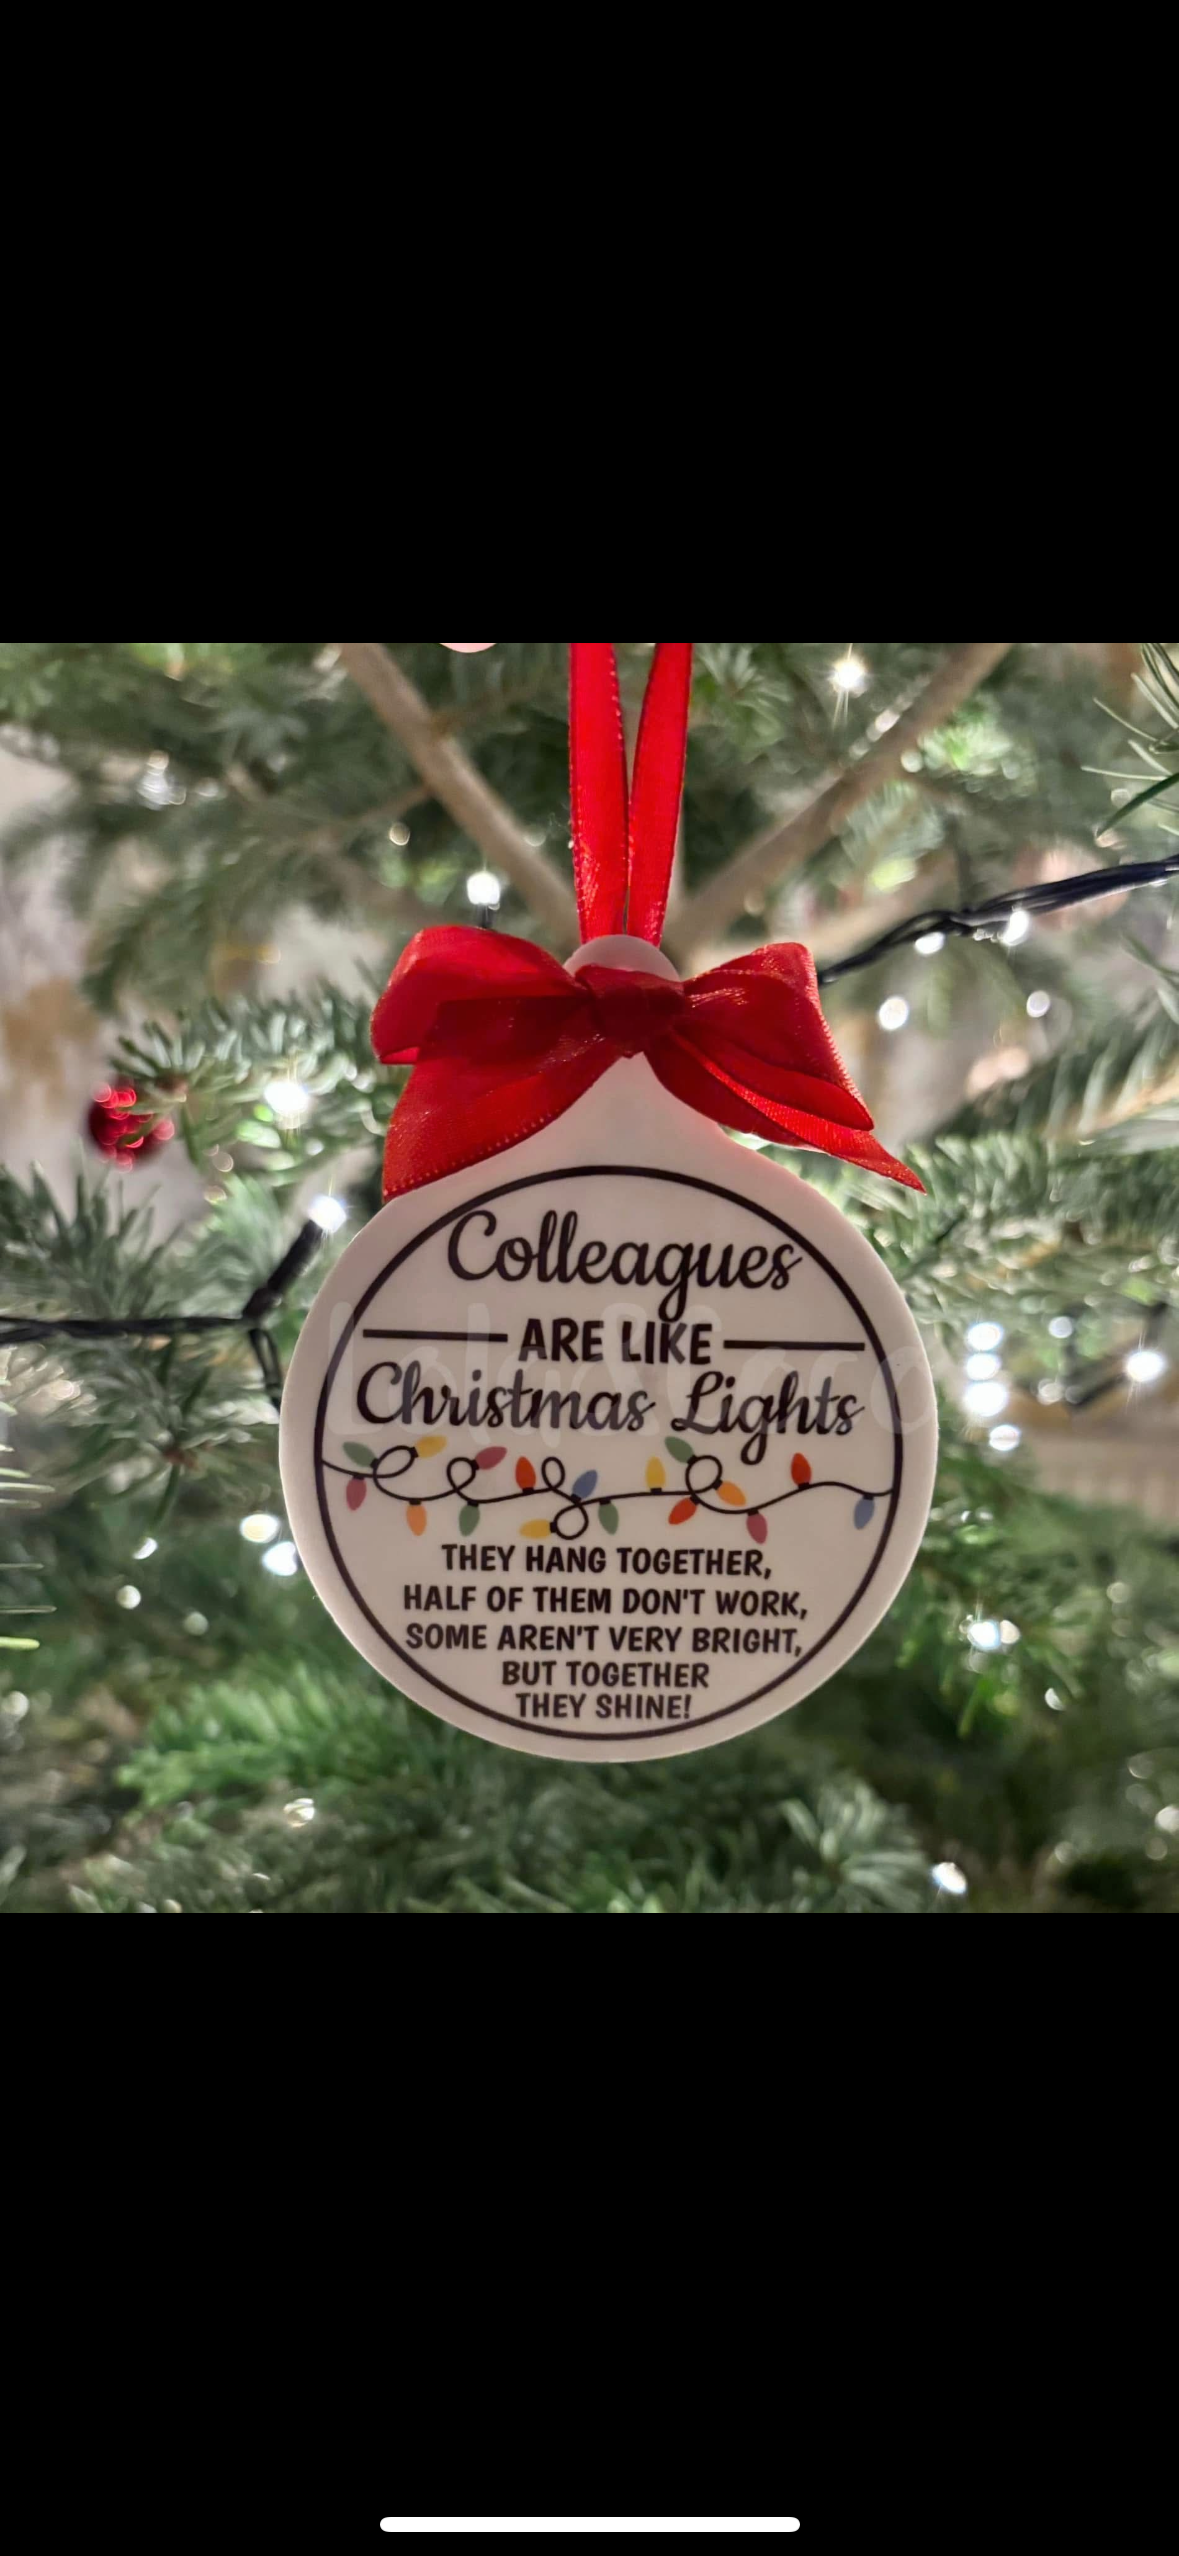 Colleagues
ARE LIKE
Christmas Lights
THEY HANG TOGETHER,
HALF OF THEM DON'T WORK,
SOME AREN'T VERY BRIGHT,
BUT TOGETHER
THEY SHINE!